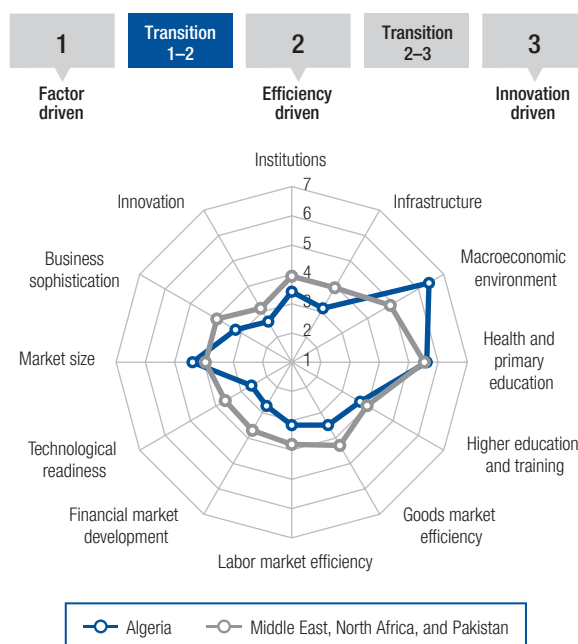 1
Transition
1–2
2
Transition
2–3
3
Factor
driven
Efficiency
driven
Innovation
driven
Institutions
Infrastructure
Macroeconomic
environment
Health and
primary
education
Higher education
and training
Goods market
efficiency
Labor market efficiency
Financial market
development
Technological
readiness
Market size
Business
sophistication
Innovation
7
6
5
4
3
2
1
Algeria
Middle East, North Africa, and Pakistan